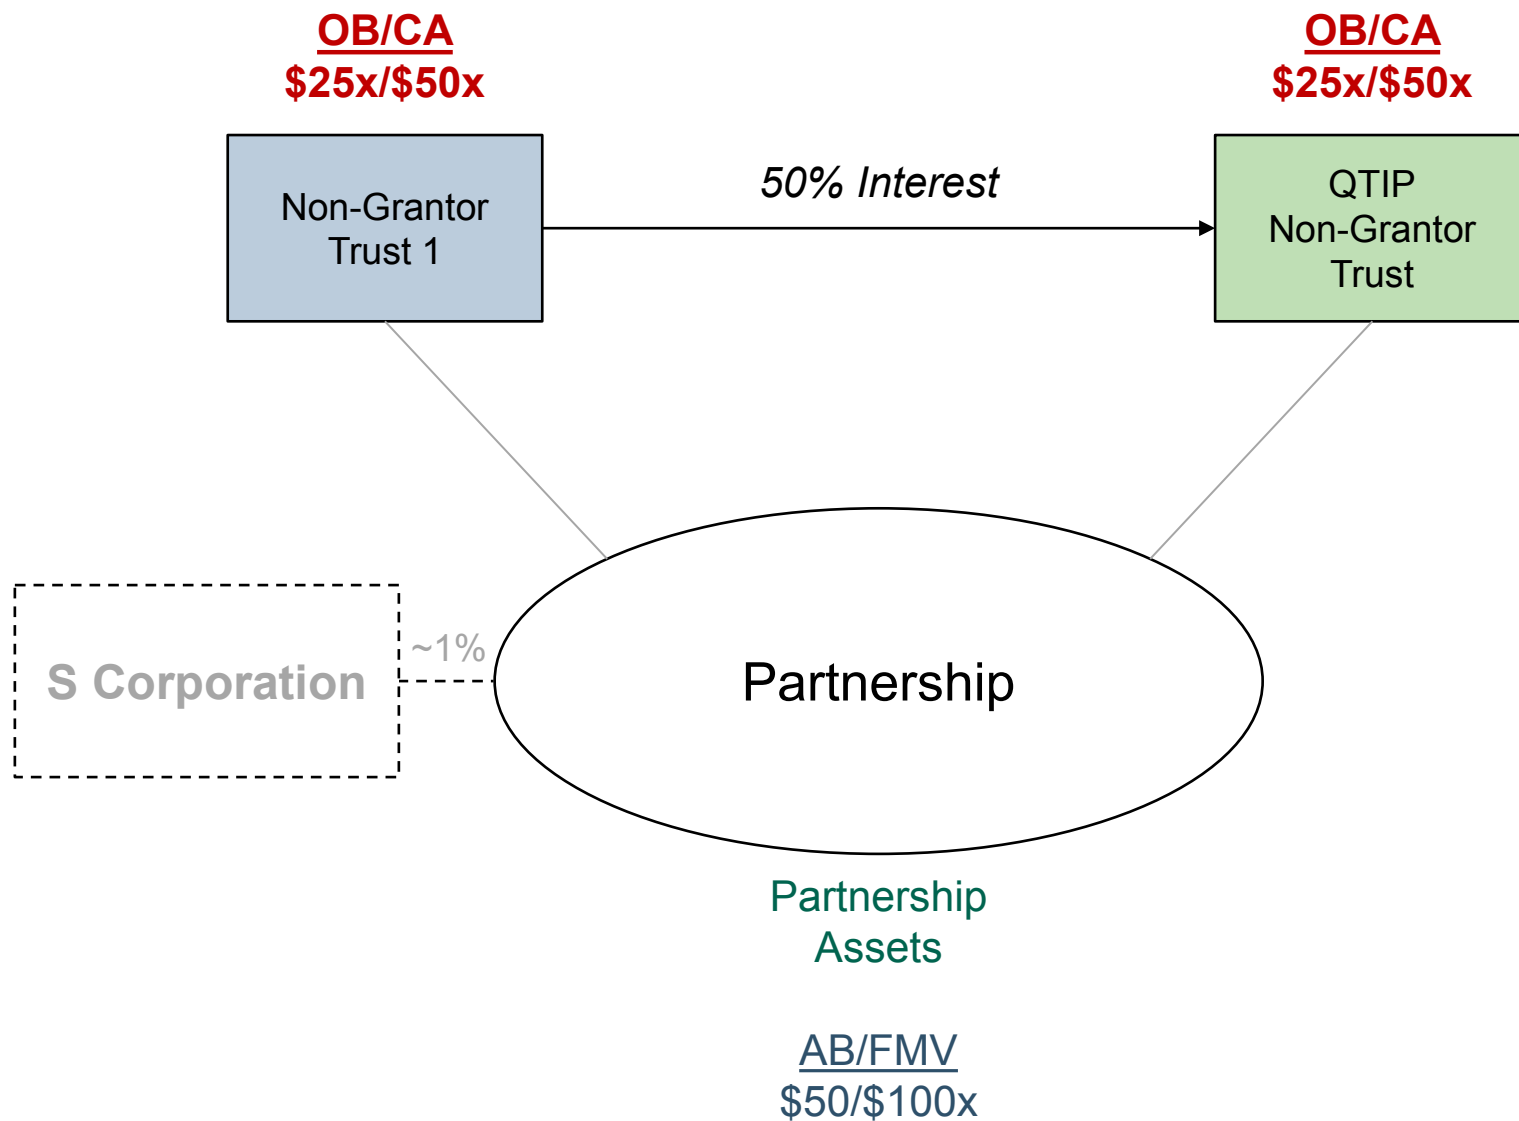 OB/CA
$25x/$50x
OB/CA
$25x/$50x
Non-Grantor
Trust 1
50% Interest
QTIP
Non-Grantor
Trust
S Corporation
~1%
Partnership
Partnership
Assets
AB/FMV
$50/$100x